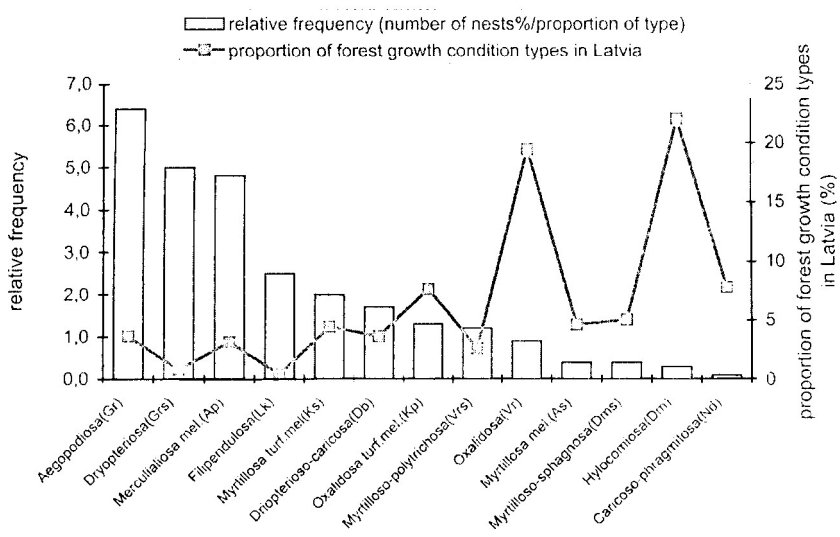 relative frequency (number of nests%/proportion of type)
proportion of forest growth condition types in Latvia
7,0
6,0
5,0
4,0
3,0
2,0
1,0
0,0
relative frequency
25
20
15
10
5
0
proportion of forest growth condition types
in Latvia (%)
Aegopodiosa(Gr)
Dryopteriosa(Grs)
Mercurialiosa mel.(Ap)
Filipendulosa(Lk)
Myrtillosa turf.mel(Ks)
Driopterioso-caricosa(Db)
Oxalidosa turf.mel.(Kp)
Myrtilloso-polytrichosa(Vrs)
Oxalidosa(Vr)
Myrtillosa mel.(As)
Myrtilloso-sphagnosa(Dms)
Hylocomiosa(Dm)
Caricoso-phragmitosa(Nd)